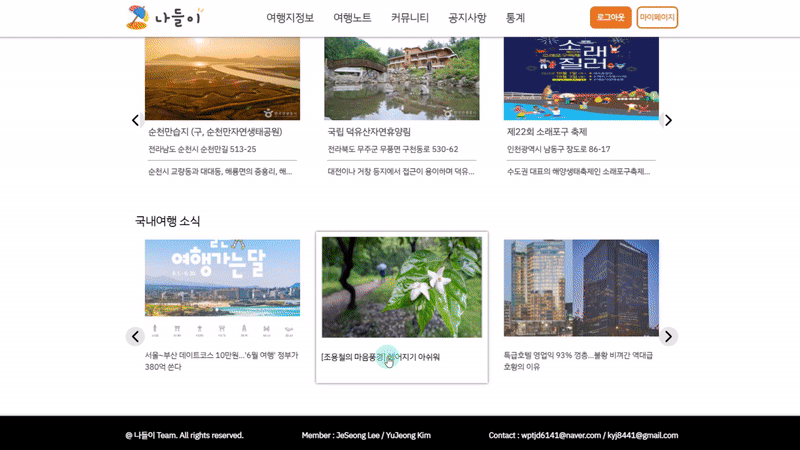 나들이
여행지정보 여행노트 커뮤니티 공지사항 통계
로그아웃 마이페이지
소래
질러
순천만습지 (구, 순천만자연생태공원)
전라남도 순천시 순천만길 513-25
순천시 교량동과 대대동, 해룡면의 중흥리, 해...
국립 덕유산자연휴양림
전라북도 무주군 무풍면 구천동로 530-62
대전이나 거창 등지에서 접근이 용이하며 덕유...
제22회 소래포구 축제
인천광역시 남동구 장도로 86-17
수도권 대표의 해양생태축제인 소래포구축제...
국내여행 소식
여행가는달
서울~부산 데이트코스 10만원…'6월 여행' 정부가
380억 쏜다
[조용철의 마음풍경] 헤어지기 아쉬워
특급호텔 영업익 93% 껑충…불황 비껴간 역대급
호황의 이유
@ 나들이 Team. All rights reserved.
Member : JeSeong Lee / YuJeong Kim
Contact : wptjd6141@naver.com / kyj8441@gmail.com